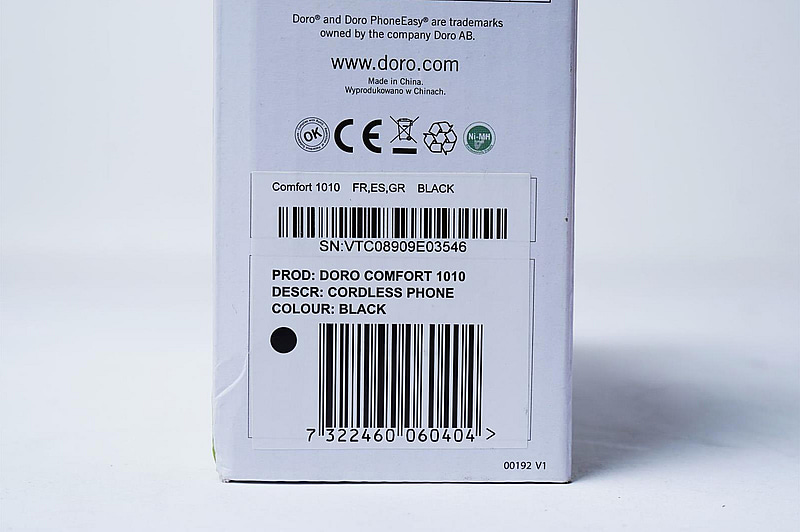 Doro® and Doro PhoneEasy® are trademarks
owned by the company Doro AB.
www.doro.com
Made in China.
Wyprodukowano w Chinach.
OK
CE
Ni-MH
Comfort 1010 FR,ES,GR BLACK
SN:VTC08909E03546
PROD: DORO COMFORT 1010
DESCR: CORDLESS PHONE
COLOUR: BLACK
7 322460 060404 >
00192 V1